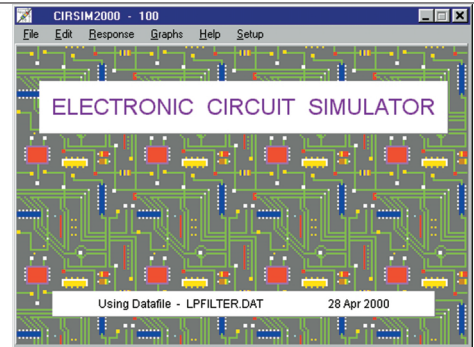 CIRSIM2000 - 100
File Edit Response Graphs Help Setup
ELECTRONIC CIRCUIT SIMULATOR
Using Datafile - LPFILTER.DAT 28 Apr 2000